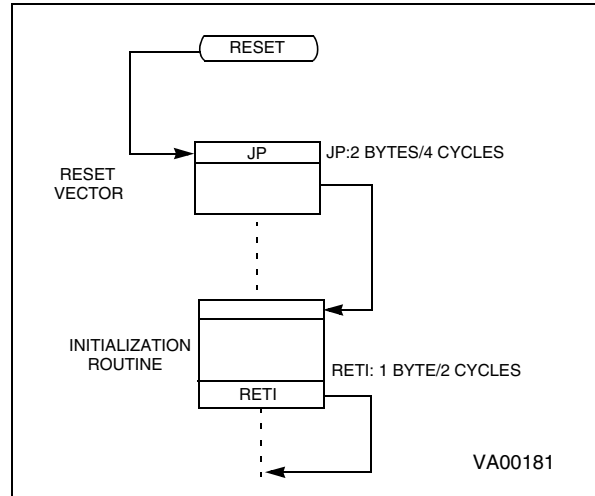 RESET
JP
JP:2 BYTES/4 CYCLES
RESET
VECTOR
INITIALIZATION
ROUTINE
RETI: 1 BYTE/2 CYCLES
RETI
VA00181